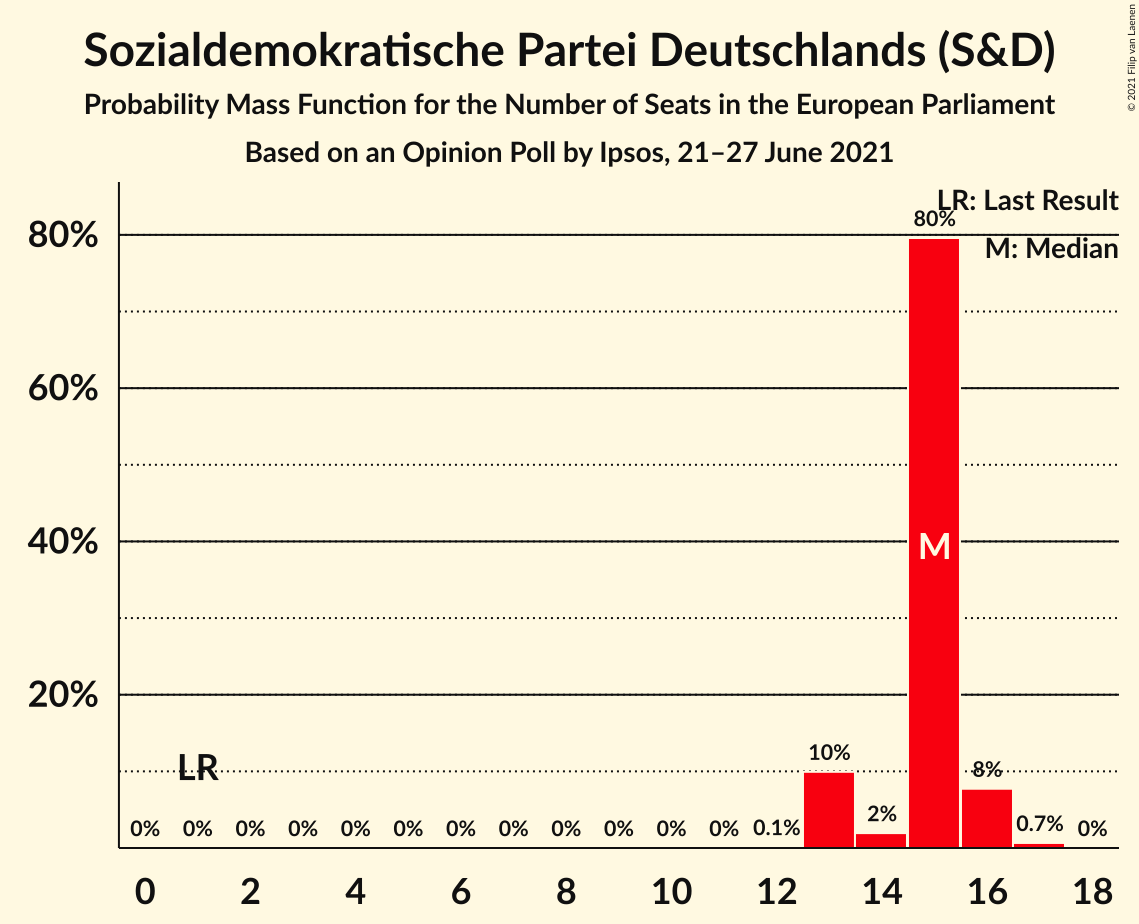 Sozialdemokratische Partei Deutschlands (S&D)
Probability Mass Function for the Number of Seats in the European Parliament
Based on an Opinion Poll by Ipsos, 21–27 June 2021
© 2021 Filip van Laenen
LR: Last Result
M: Median
80%
60%
40%
20%
LR
M
0% 0% 0% 0% 0% 0% 0% 0% 0% 0% 0% 0% 0.1% 10% 2% 80% 8% 0.7% 0%
0 2 4 6 8 10 12 14 16 18